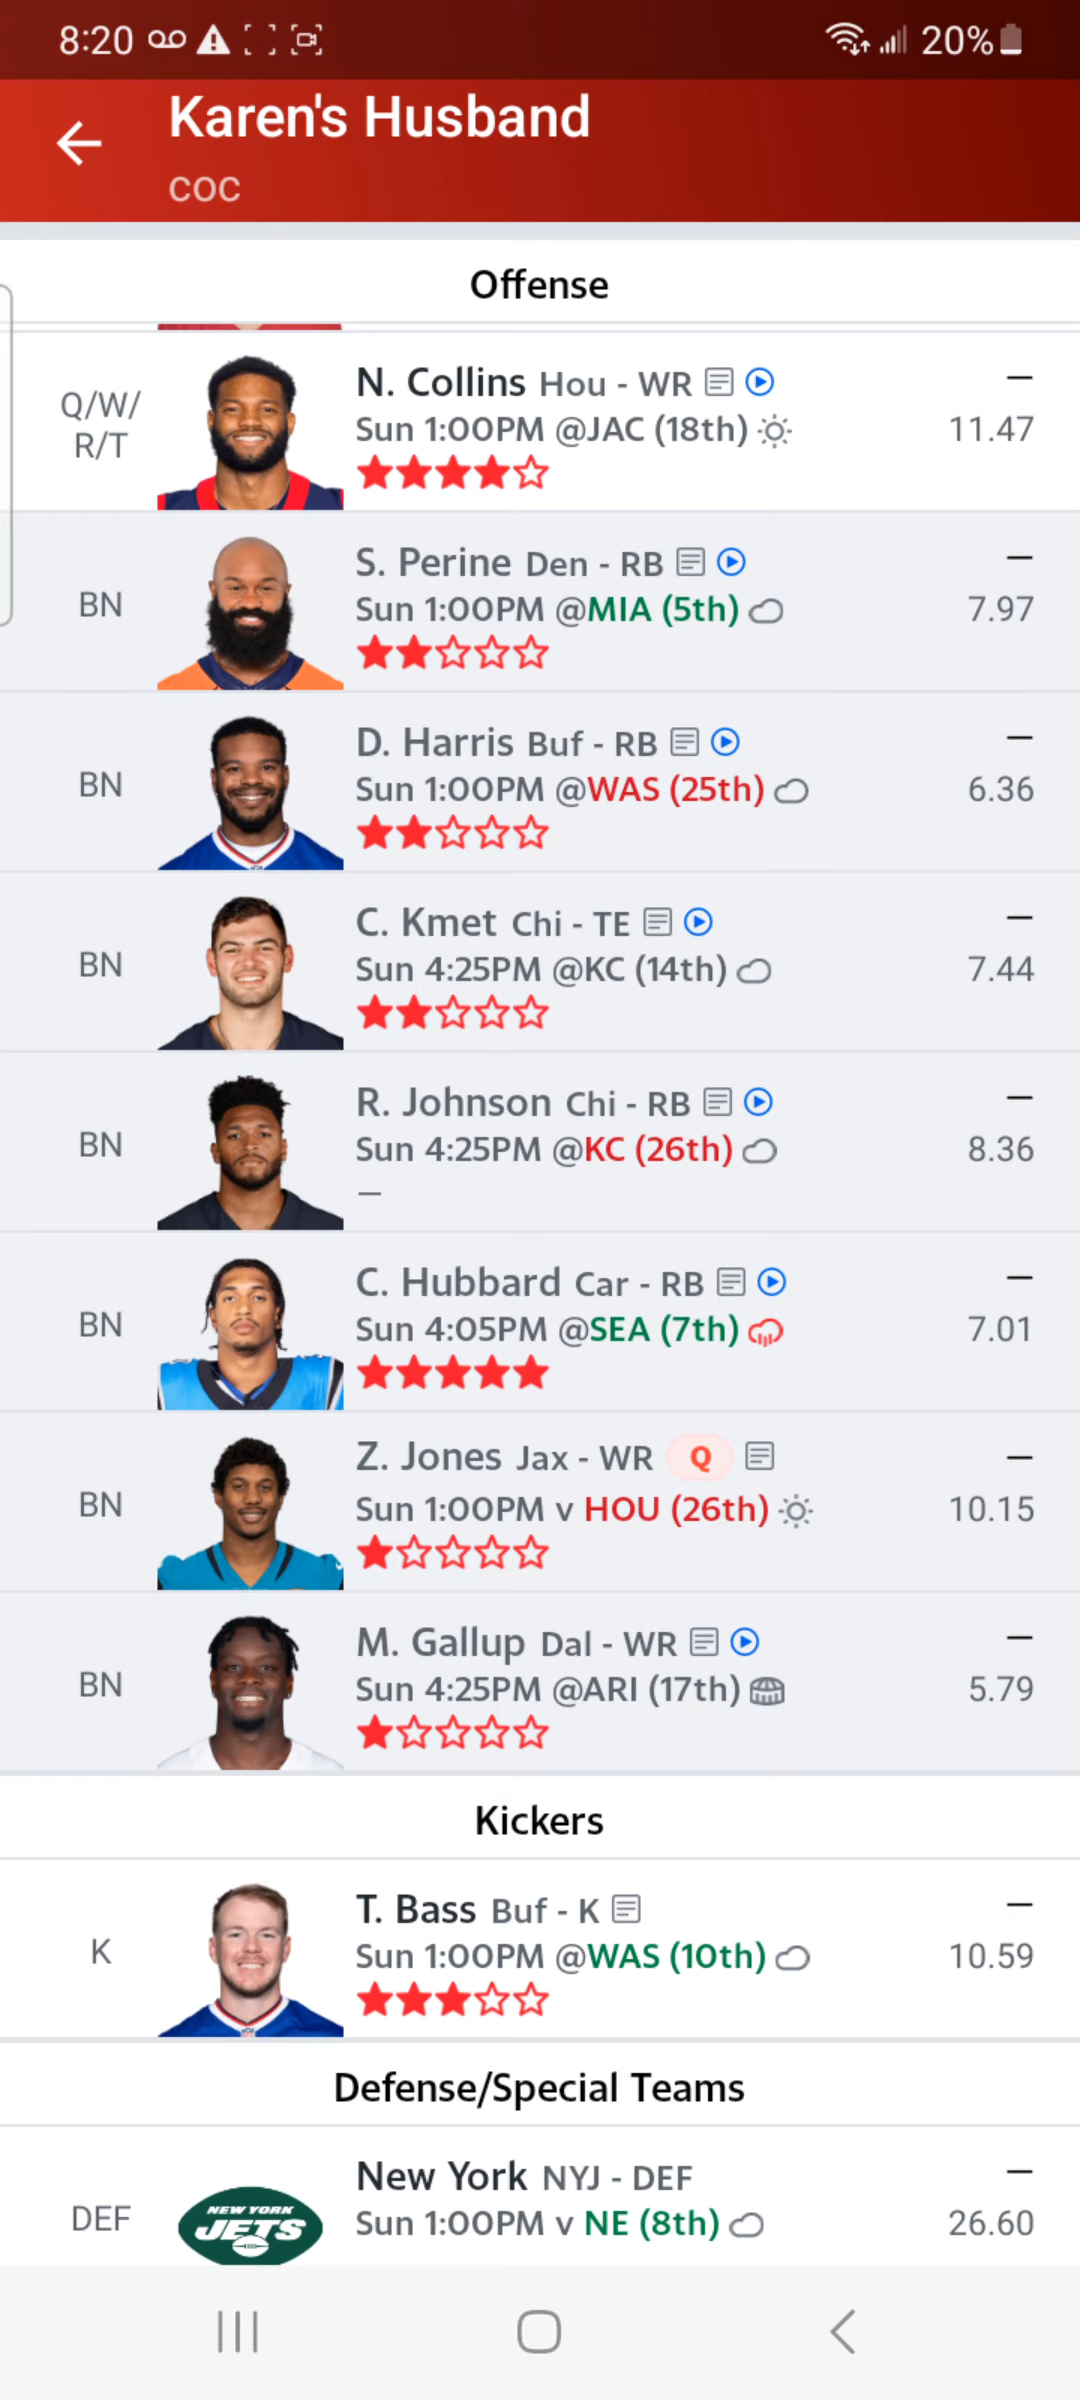 8:20 20%
Karen's Husband
COC
Offense
Q/W/
R/T
N. Collins Hou - WR –
Sun 1:00PM @JAC (18th) 11.47
BN
S. Perine Den - RB –
Sun 1:00PM @MIA (5th) 7.97
BN
D. Harris Buf - RB –
Sun 1:00PM @WAS (25th) 6.36
BN
C. Kmet Chi - TE –
Sun 4:25PM @KC (14th) 7.44
BN
R. Johnson Chi - RB –
Sun 4:25PM @KC (26th) 8.36
–
BN
C. Hubbard Car - RB –
Sun 4:05PM @SEA (7th) 7.01
BN
Z. Jones Jax - WR Q –
Sun 1:00PM v HOU (26th) 10.15
BN
M. Gallup Dal - WR –
Sun 4:25PM @ARI (17th) 5.79
Kickers
K
T. Bass Buf - K –
Sun 1:00PM @WAS (10th) 10.59
Defense/Special Teams
DEF
NEW YORK
JETS
New York NYJ - DEF –
Sun 1:00PM v NE (8th) 26.60